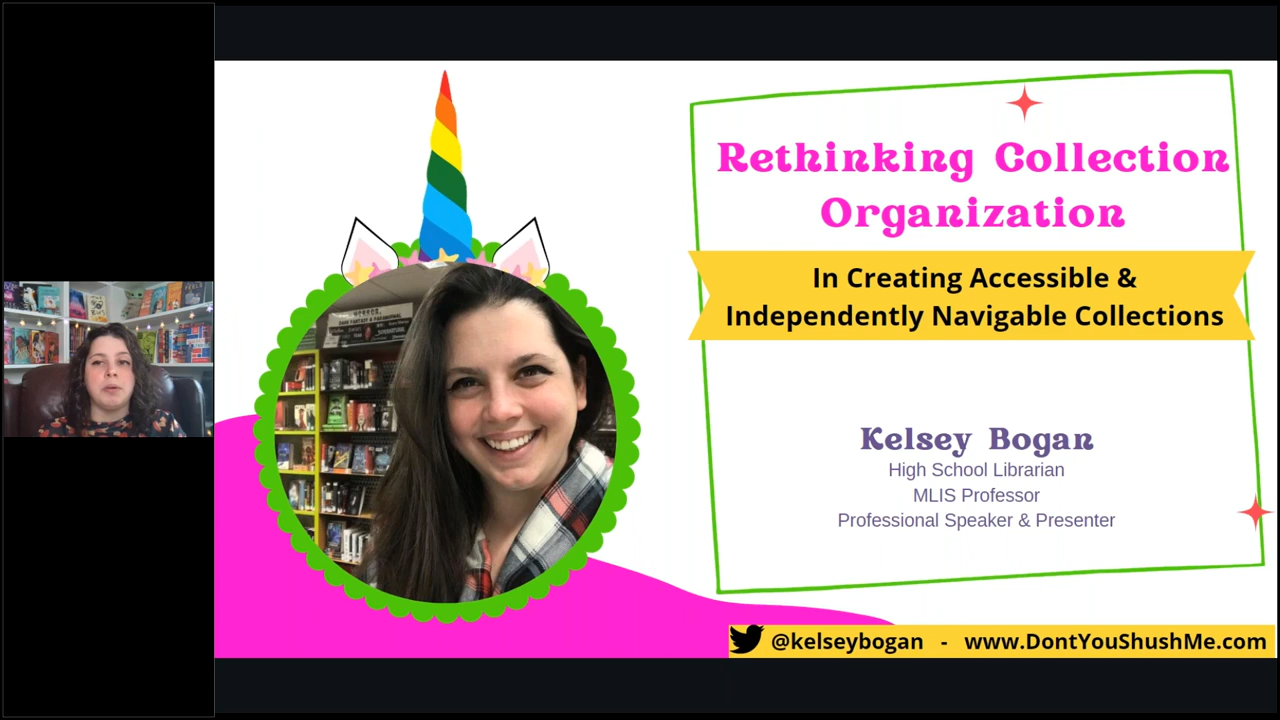 Rethinking Collection
Organization
In Creating Accessible &
Independently Navigable Collections
Kelsey Bogan
High School Librarian
MLIS Professor
Professional Speaker & Presenter
@kelseybogan - www.DontYouShushMe.com